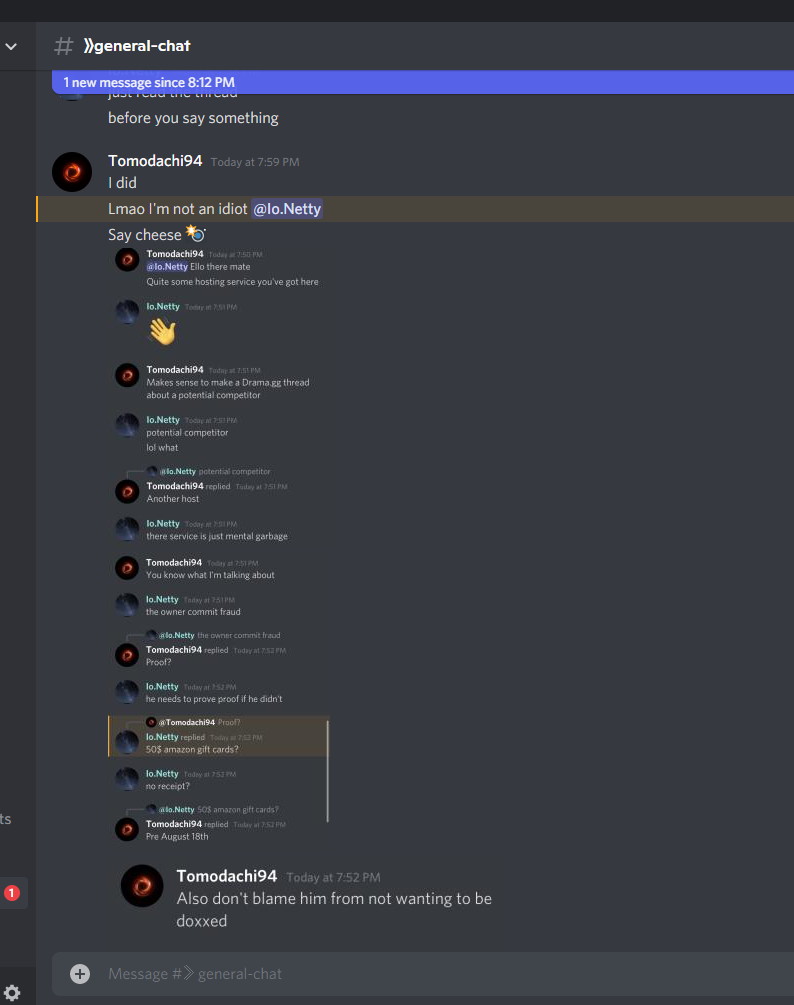 ⟫general-chat
1 new message since 8:12 PM
just read the thread
before you say something
Tomodachi94 Today at 7:59 PM
I did
Lmao I'm not an idiot @Io.Netty
Say cheese
Tomodachi94 Today at 7:50 PM
@Io.Netty Ello there mate
Quite some hosting service you've got here
Io.Netty Today at 7:51 PM
Tomodachi94 Today at 7:51 PM
Makes sense to make a Drama.gg thread
about a potential competitor
Io.Netty Today at 7:51 PM
potential competitor
lol what
@Io.Netty potential competitor
Tomodachi94 replied Today at 7:51 PM
Another host
Io.Netty Today at 7:51 PM
there service is just mental garbage
Tomodachi94 Today at 7:51 PM
You know what I'm talking about
Io.Netty Today at 7:51 PM
the owner commit fraud
@Io.Netty the owner commit fraud
Tomodachi94 replied Today at 7:52 PM
Proof?
Io.Netty Today at 7:52 PM
he needs to prove proof if he didn't
@Tomodachi94 Proof?
Io.Netty replied Today at 7:52 PM
50$ amazon gift cards?
Io.Netty Today at 7:52 PM
no receipt?
@Io.Netty 50$ amazon gift cards?
Tomodachi94 replied Today at 7:52 PM
Pre August 18th
ts
1
Tomodachi94 Today at 7:52 PM
Also don't blame him from not wanting to be
doxxed
Message #⟫general-chat